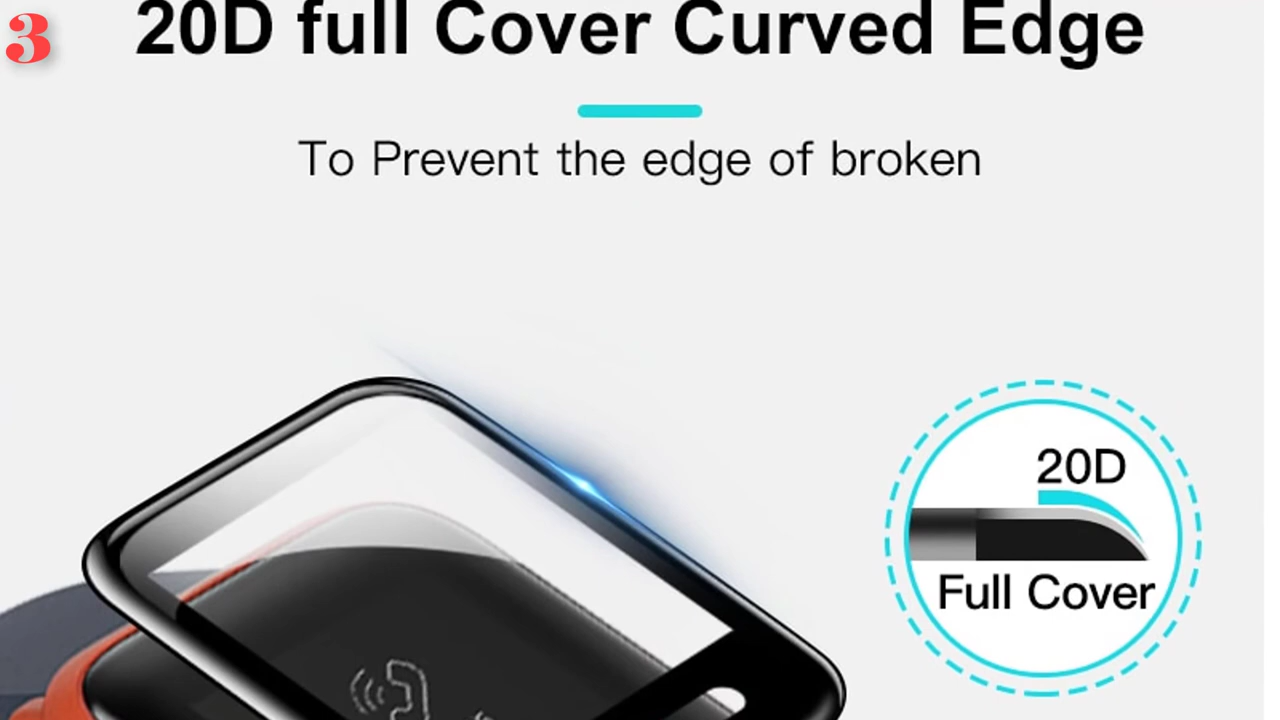 3
20D full Cover Curved Edge
To Prevent the edge of broken
20D
Full Cover